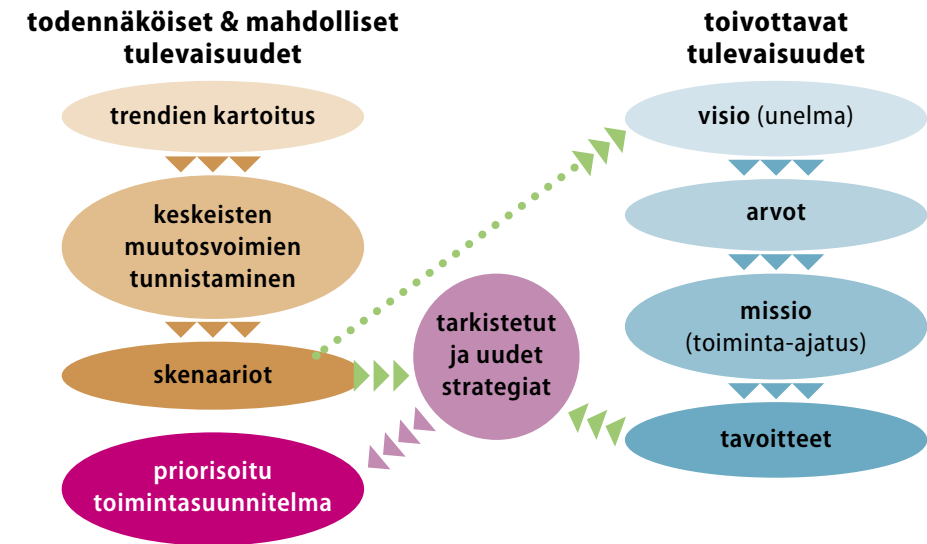 todennäköiset & mahdolliset
tulevaisuudet
trendien kartoitus
keskeisten
muutosvoimien
tunnistaminen
skenaariot
priorisoitu
toimintasuunnitelma
tarkistetut
ja uudet
strategiat
toivottavat
tulevaisuudet
visio (unelma)
arvot
missio
(toiminta-ajatus)
tavoitteet